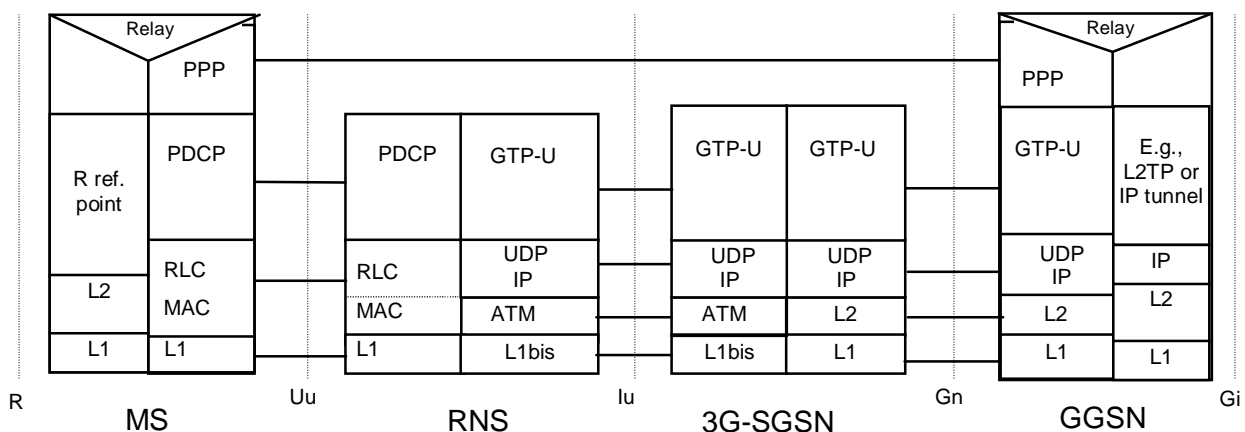 Relay
Relay
PPP
PPP
R ref.
point
PDCP
PDCP
GTP-U
GTP-U
GTP-U
GTP-U
E.g.,
L2TP or
IP tunnel
RLC
MAC
RLC
MAC
UDP
IP
UDP
IP
UDP
IP
UDP
IP
IP
L2
ATM
ATM
L2
L2
L2
L1
L1
L1
L1bis
L1bis
L1
L1
L1
R
Uu
Iu
Gn
Gi
MS
RNS
3G-SGSN
GGSN